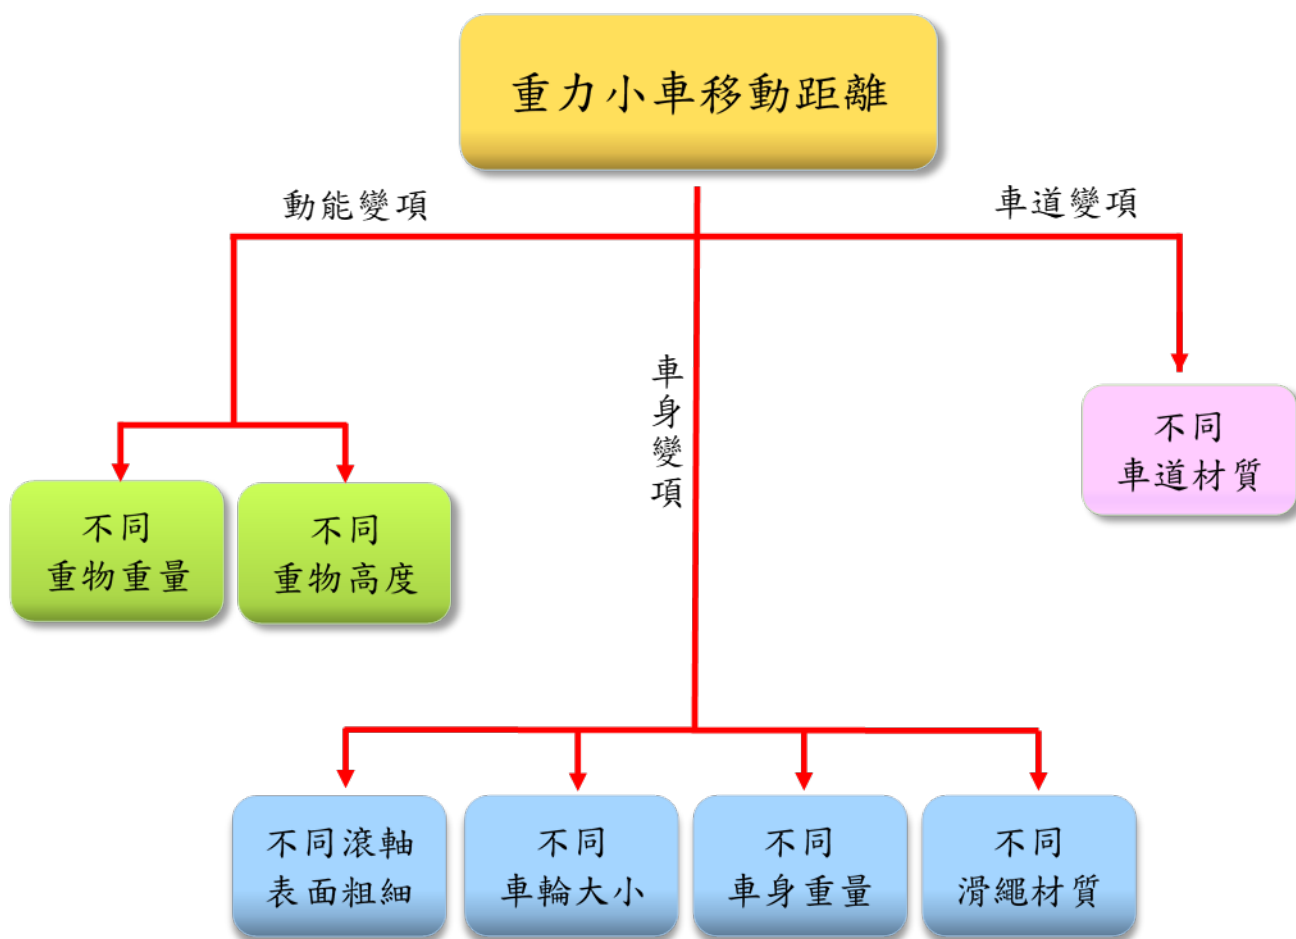 重力小車移動距離
動能變項
車道變項
車身變項
不同
車道材質
不同
重物重量
不同
重物高度
不同滾軸
表面粗細
不同
車輪大小
不同
車身重量
不同
滑繩材質